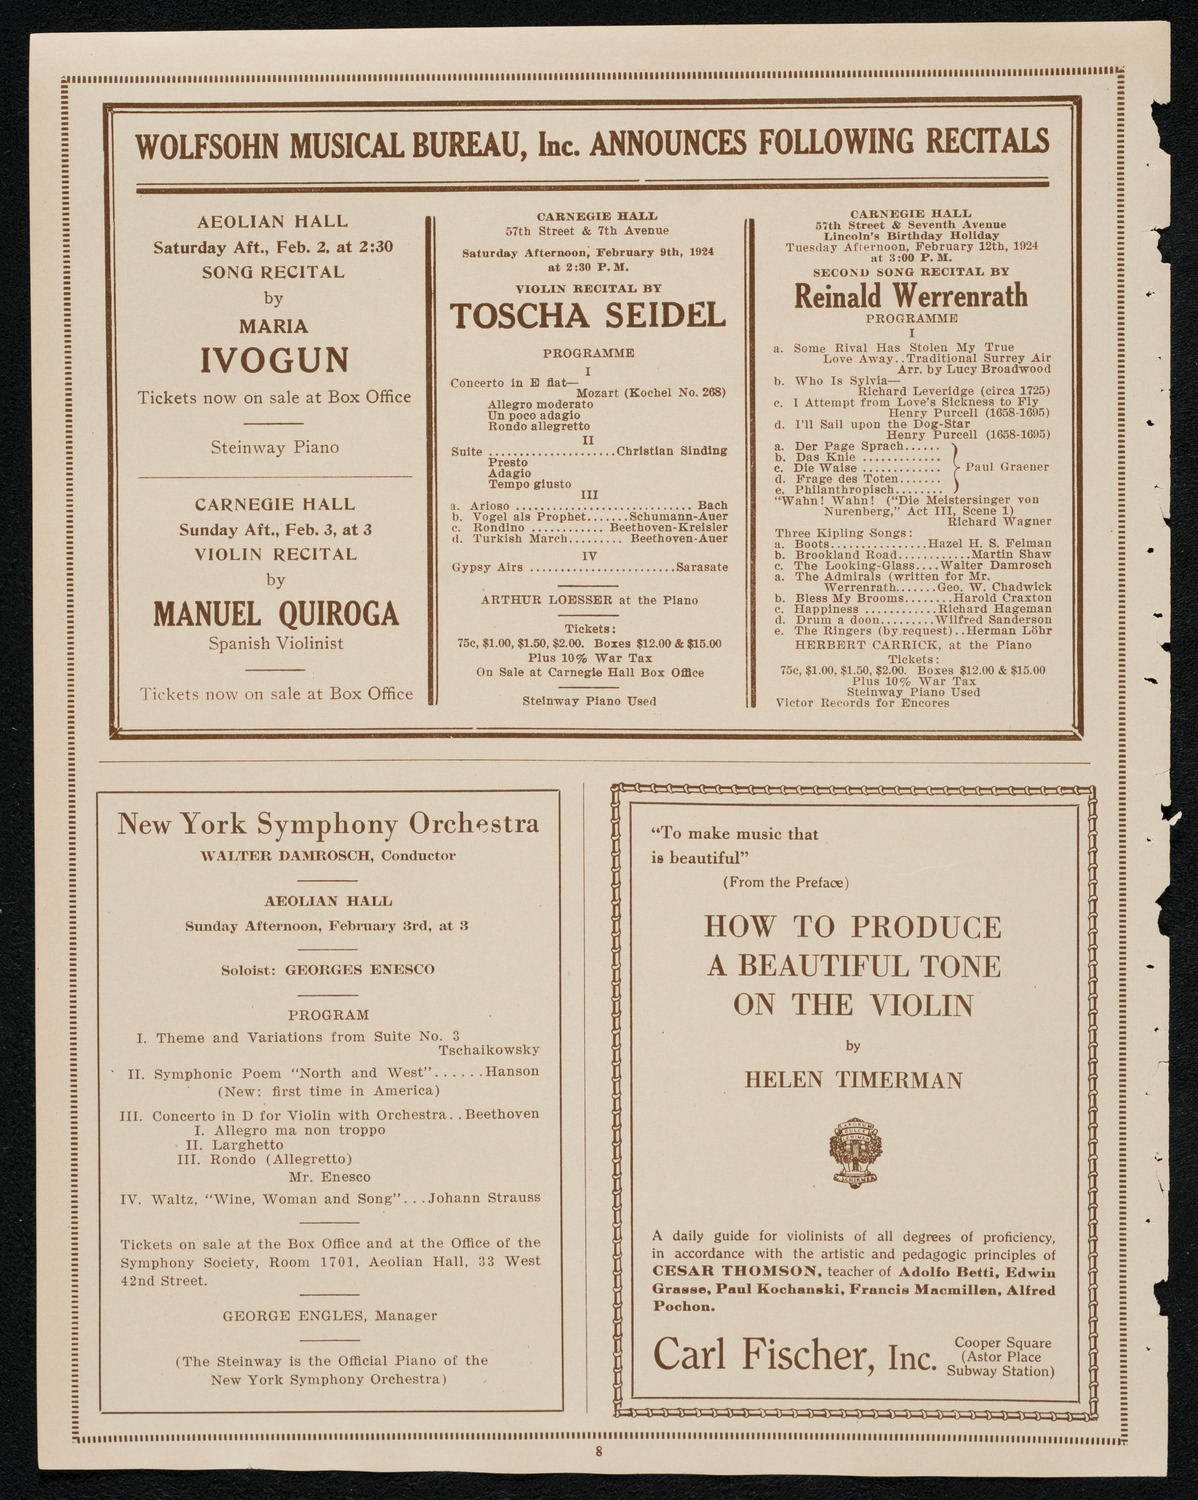 WOLFSOHN MUSICAL BUREAU, Inc. ANNOUNCES FOLLOWING RECITALS
AEOLIAN HALL
Saturday Aft., Feb. 2, at 2:30
SONG RECITAL
by
MARIA
IVOGUN
Tickets now on sale at Box Office
Steinway Piano
CARNEGIE HALL
Sunday Aft., Feb. 3, at 3
VIOLIN RECITAL
by
MANUEL QUIROGA
Spanish Violinist
Tickets now on sale at Box Office
CARNEGIE HALL
57th Street & 7th Avenue
Saturday Afternoon, February 9th, 1924
at 2:30 P. M.
VIOLIN RECITAL BY
TOSCHA SEIDEL
PROGRAMME
I
Concerto in E flat—
Mozart (Kochel No. 268)
Allegro moderato
Un poco adagio
Rondo allegretto
II
Suite ....................Christian Sinding
Presto
Adagio
Tempo giusto
III
a. Arioso ............................ Bach
b. Vogel als Prophet.......Schumann-Auer
c. Rondino ............ Beethoven-Kreisler
d. Turkish March......... Beethoven-Auer
IV
Gypsy Airs .......................Sarasate
ARTHUR LOESSER at the Piano
Tickets:
75c, $1.00, $1.50, $2.00. Boxes $12.00 & $15.00
Plus 10% War Tax
On Sale at Carnegie Hall Box Office
Steinway Piano Used
CARNEGIE HALL
57th Street & Seventh Avenue
Lincoln's Birthday Holiday
Tuesday Afternoon, February 12th, 1924
at 3:00 P. M.
SECOND SONG RECITAL BY
Reinald Werrenrath
PROGRAMME
I
a. Some Rival Has Stolen My True
Love Away..Traditional Surrey Air
Arr. by Lucy Broadwood
b. Who Is Sylvia—
Richard Leveridge (circa 1725)
c. I Attempt from Love's Sickness to Fly
Henry Purcell (1658-1695)
d. I'll Sail upon the Dog-Star
Henry Purcell (1658-1695)
a. Der Page Sprach......
b. Das Knie .............
c. Die Waise ............ Paul Graener
d. Frage des Toten.......
e. Philanthropisch........
"Wahn! Wahn! ("Die Meistersinger von
Nurenberg," Act III, Scene 1)
Richard Wagner
Three Kipling Songs:
a. Boots...............Hazel H. S. Felman
b. Brookland Road...........Martin Shaw
c. The Looking-Glass....Walter Damrosch
a. The Admirals (written for Mr.
Werrenrath.......Geo. W. Chadwick
b. Bless My Brooms........Harold Craxton
c. Happiness ............Richard Hageman
d. Drum a doon.........Wilfred Sanderson
e. The Ringers (by request)..Herman Löhr
HERBERT CARRICK, at the Piano
Tickets:
75c, $1.00, $1.50, $2.00. Boxes $12.00 & $15.00
Plus 10% War Tax
Steinway Piano Used
Victor Records for Encores
New York Symphony Orchestra
WALTER DAMROSCH, Conductor
AEOLIAN HALL
Sunday Afternoon, February 3rd, at 3
Soloist: GEORGES ENESCO
PROGRAM
I. Theme and Variations from Suite No. 3
Tschaikowsky
II. Symphonic Poem "North and West"......Hanson
(New: first time in America)
III. Concerto in D for Violin with Orchestra..Beethoven
I. Allegro ma non troppo
II. Larghetto
III. Rondo (Allegretto)
Mr. Enesco
IV. Waltz, "Wine, Woman and Song"...Johann Strauss
Tickets on sale at the Box Office and at the Office of the
Symphony Society, Room 1701, Aeolian Hall, 33 West
42nd Street.
GEORGE ENGLES, Manager
(The Steinway is the Official Piano of the
New York Symphony Orchestra)
"To make music that
is beautiful"
(From the Preface)
HOW TO PRODUCE
A BEAUTIFUL TONE
ON THE VIOLIN
by
HELEN TIMERMAN
A daily guide for violinists of all degrees of proficiency,
in accordance with the artistic and pedagogic principles of
CESAR THOMSON, teacher of Adolfo Betti, Edwin
Grasse, Paul Kochanski, Francis Macmillen, Alfred
Pochon.
Carl Fischer, Inc.
Cooper Square
(Astor Place
Subway Station)
8